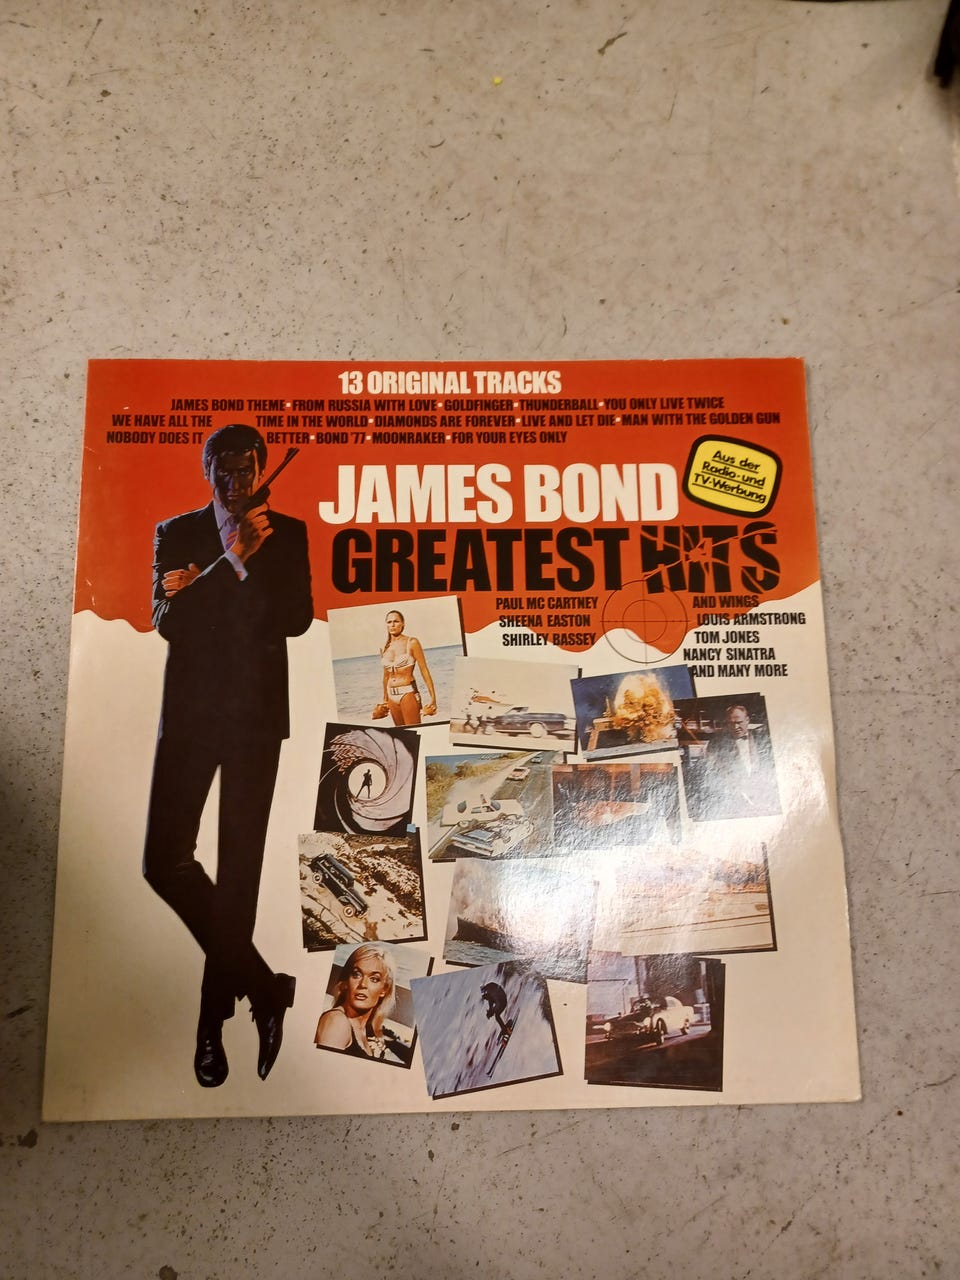 13 ORIGINAL TRACKS
JAMES BOND THEME•FROM RUSSIA WITH LOVE•GOLDFINGER•THUNDERBALL•YOU ONLY LIVE TWICE
WE HAVE ALL THE TIME IN THE WORLD•DIAMONDS ARE FOREVER•LIVE AND LET DIE•MAN WITH THE GOLDEN GUN
NOBODY DOES IT BETTER•BOND '77•MOONRAKER•FOR YOUR EYES ONLY
Aus der
Radio-und
TV-Werbung
JAMES BOND
GREATEST HITS
PAUL MC CARTNEY AND WINGS
SHEENA EASTON LOUIS ARMSTRONG
SHIRLEY BASSEY TOM JONES
NANCY SINATRA
AND MANY MORE